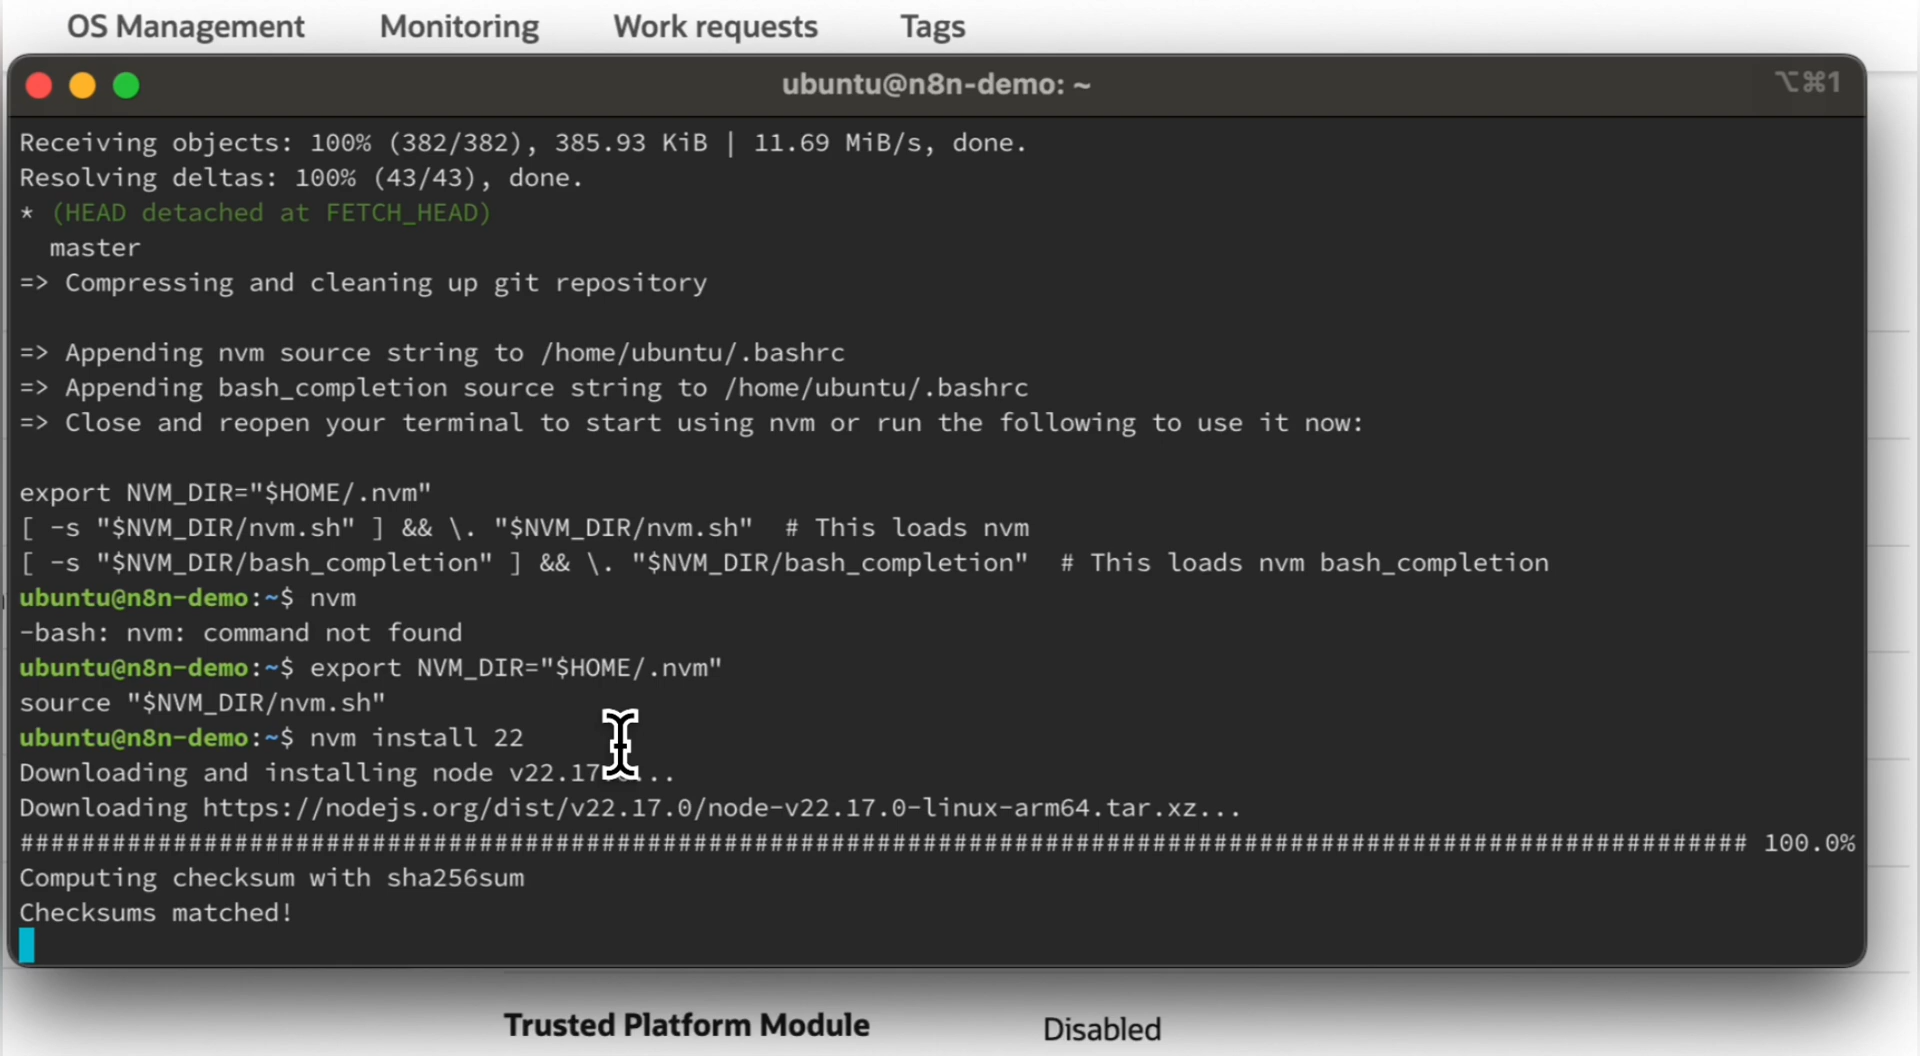 OS Management Monitoring Work requests Tags
ubuntu@n8n-demo: ~ ⌥⌘1
Receiving objects: 100% (382/382), 385.93 KiB | 11.69 MiB/s, done.
Resolving deltas: 100% (43/43), done.
* (HEAD detached at FETCH_HEAD)
master
=> Compressing and cleaning up git repository
=> Appending nvm source string to /home/ubuntu/.bashrc
=> Appending bash_completion source string to /home/ubuntu/.bashrc
=> Close and reopen your terminal to start using nvm or run the following to use it now:
export NVM_DIR="$HOME/.nvm"
[ -s "$NVM_DIR/nvm.sh" ] && \. "$NVM_DIR/nvm.sh"  # This loads nvm
[ -s "$NVM_DIR/bash_completion" ] && \. "$NVM_DIR/bash_completion"  # This loads nvm bash_completion
ubuntu@n8n-demo:~$ nvm
-bash: nvm: command not found
ubuntu@n8n-demo:~$ export NVM_DIR="$HOME/.nvm"
source "$NVM_DIR/nvm.sh"
ubuntu@n8n-demo:~$ nvm install 22
Downloading and installing node v22.17...
Downloading https://nodejs.org/dist/v22.17.0/node-v22.17.0-linux-arm64.tar.xz...
################################################################################################################# 100.0%
Computing checksum with sha256sum
Checksums matched!
Trusted Platform Module Disabled